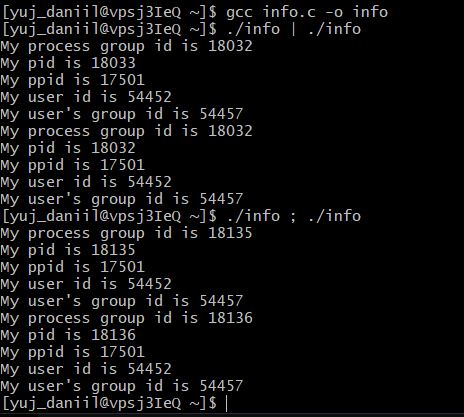 [yuj_daniil@vpsj3IeQ ~]$ gcc info.c -o info
[yuj_daniil@vpsj3IeQ ~]$ ./info | ./info
My process group id is 18032
My pid is 18033
My ppid is 17501
My user id is 54452
My user's group id is 54457
My process group id is 18032
My pid is 18032
My ppid is 17501
My user id is 54452
My user's group id is 54457
[yuj_daniil@vpsj3IeQ ~]$ ./info ; ./info
My process group id is 18135
My pid is 18135
My ppid is 17501
My user id is 54452
My user's group id is 54457
My process group id is 18136
My pid is 18136
My ppid is 17501
My user id is 54452
My user's group id is 54457
[yuj_daniil@vpsj3IeQ ~]$